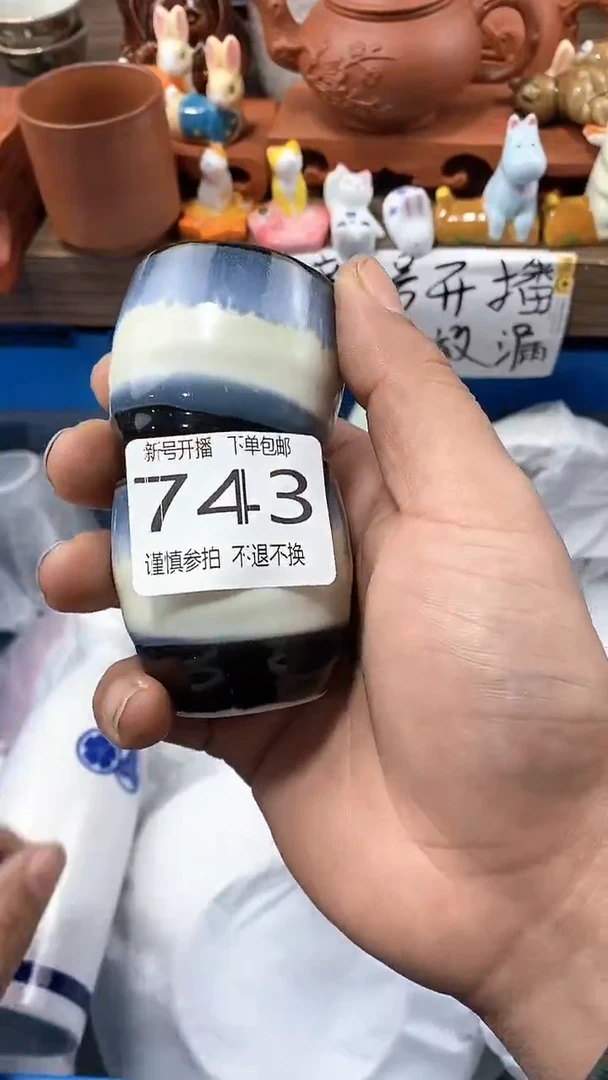 号开播
漏
新号开播 下单包邮
743
谨慎参拍 不退不换